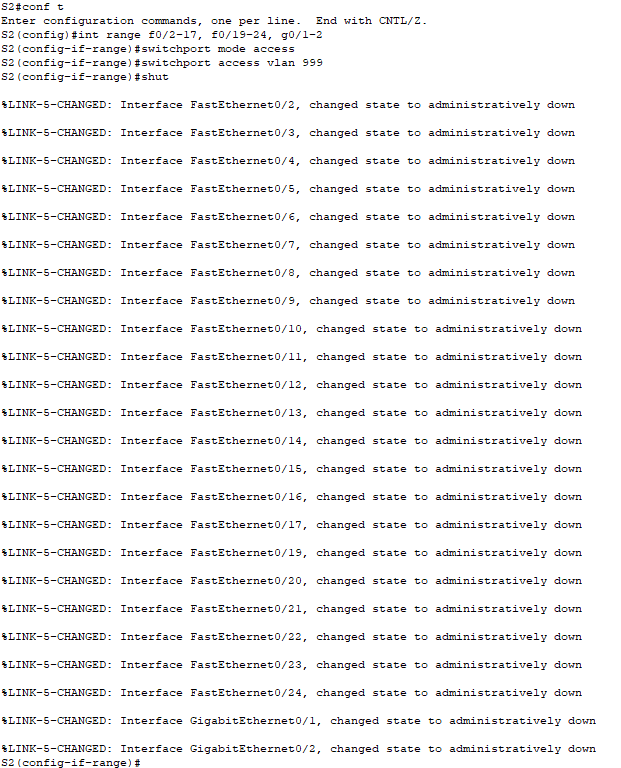 S2#conf t
Enter configuration commands, one per line.  End with CNTL/Z.
S2(config)#int range f0/2-17, f0/19-24, g0/1-2
S2(config-if-range)#switchport mode access
S2(config-if-range)#switchport access vlan 999
S2(config-if-range)#shut
%LINK-5-CHANGED: Interface FastEthernet0/2, changed state to administratively down
%LINK-5-CHANGED: Interface FastEthernet0/3, changed state to administratively down
%LINK-5-CHANGED: Interface FastEthernet0/4, changed state to administratively down
%LINK-5-CHANGED: Interface FastEthernet0/5, changed state to administratively down
%LINK-5-CHANGED: Interface FastEthernet0/6, changed state to administratively down
%LINK-5-CHANGED: Interface FastEthernet0/7, changed state to administratively down
%LINK-5-CHANGED: Interface FastEthernet0/8, changed state to administratively down
%LINK-5-CHANGED: Interface FastEthernet0/9, changed state to administratively down
%LINK-5-CHANGED: Interface FastEthernet0/10, changed state to administratively down
%LINK-5-CHANGED: Interface FastEthernet0/11, changed state to administratively down
%LINK-5-CHANGED: Interface FastEthernet0/12, changed state to administratively down
%LINK-5-CHANGED: Interface FastEthernet0/13, changed state to administratively down
%LINK-5-CHANGED: Interface FastEthernet0/14, changed state to administratively down
%LINK-5-CHANGED: Interface FastEthernet0/15, changed state to administratively down
%LINK-5-CHANGED: Interface FastEthernet0/16, changed state to administratively down
%LINK-5-CHANGED: Interface FastEthernet0/17, changed state to administratively down
%LINK-5-CHANGED: Interface FastEthernet0/19, changed state to administratively down
%LINK-5-CHANGED: Interface FastEthernet0/20, changed state to administratively down
%LINK-5-CHANGED: Interface FastEthernet0/21, changed state to administratively down
%LINK-5-CHANGED: Interface FastEthernet0/22, changed state to administratively down
%LINK-5-CHANGED: Interface FastEthernet0/23, changed state to administratively down
%LINK-5-CHANGED: Interface FastEthernet0/24, changed state to administratively down
%LINK-5-CHANGED: Interface GigabitEthernet0/1, changed state to administratively down
%LINK-5-CHANGED: Interface GigabitEthernet0/2, changed state to administratively down
S2(config-if-range)#